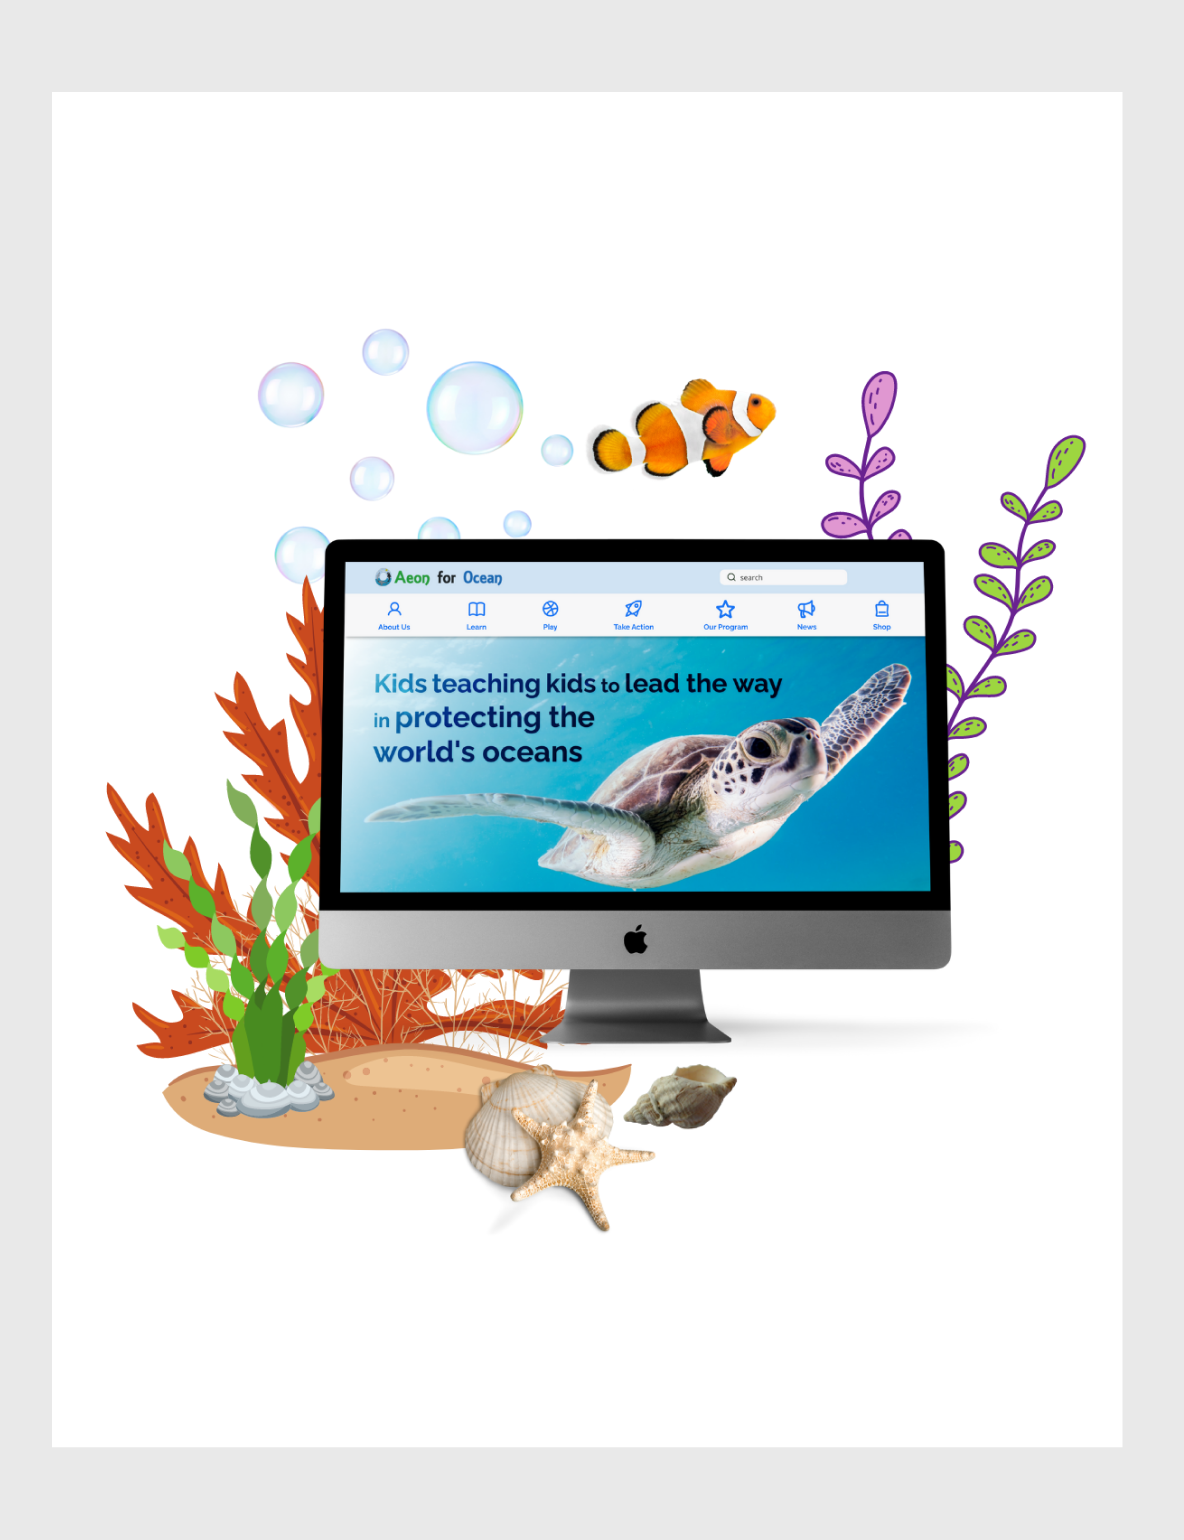 Aeon for Ocean
search
About Us Learn Play Take Action Our Program News Shop
Kids teaching kids to lead the way
in protecting the
world's oceans